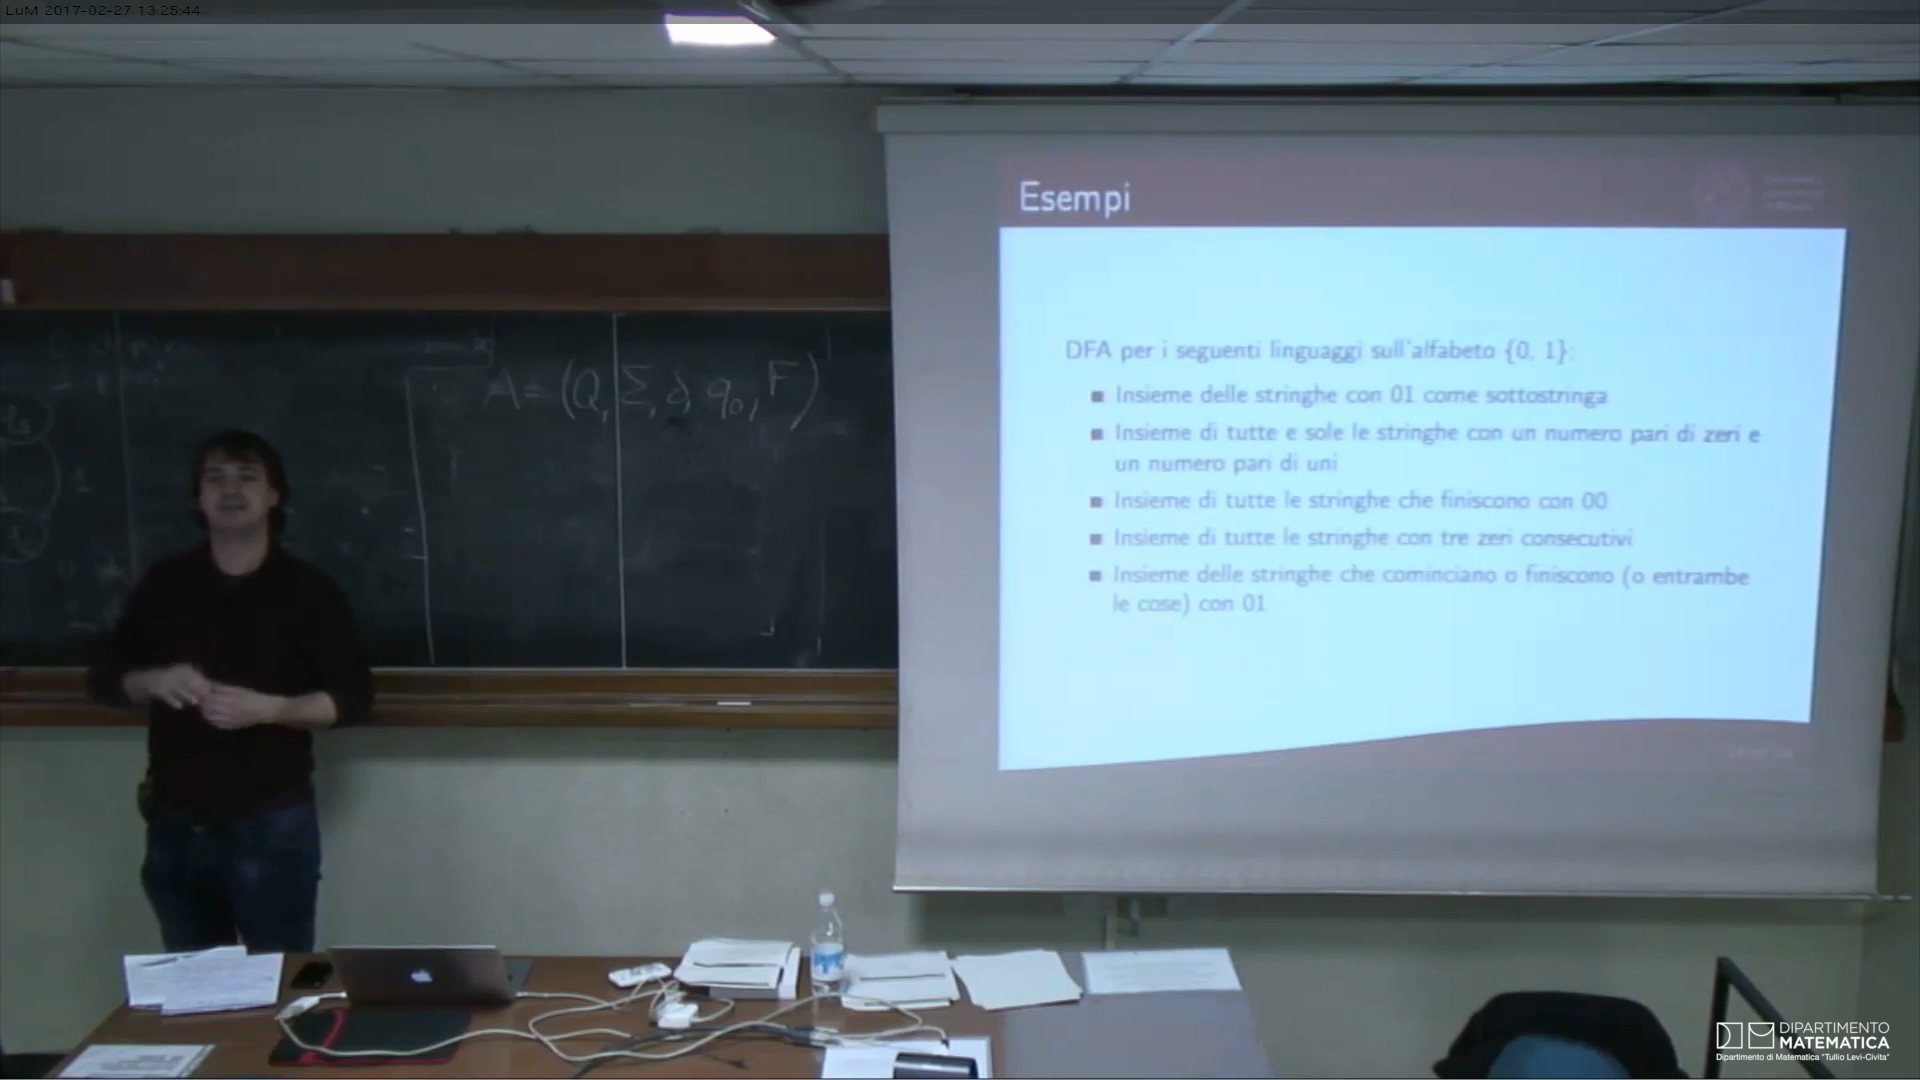 LuM 2017-02-27 13:25:44
A = (Q, Σ, δ, q₀, F)
Esempi
DFA per i seguenti linguaggi sull'alfabeto {0, 1}:
Insieme delle stringhe con 01 come sottostringa
Insieme di tutte e sole le stringhe con un numero pari di zeri e
un numero pari di uni
Insieme di tutte le stringhe che finiscono con 00
Insieme di tutte le stringhe con tre zeri consecutivi
Insieme delle stringhe che cominciano o finiscono (o entrambe
le cose) con 01
DIPARTIMENTO
MATEMATICA
Dipartimento di Matematica "Tullio Levi-Civita"